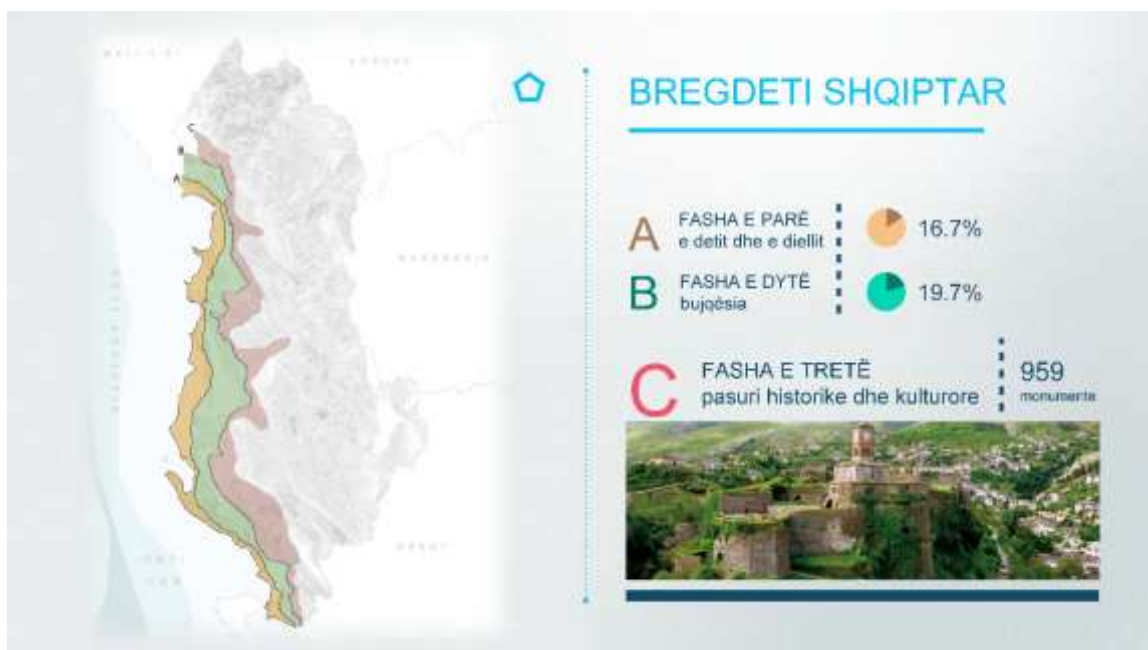 C
B
A
BREGDETI SHQIPTAR
A
FASHA E PARË
e detit dhe e diellit
16.7%
B
FASHA E DYTË
bujqësia
19.7%
C
FASHA E TRETË
pasuri historike dhe kulturore
959
monumente